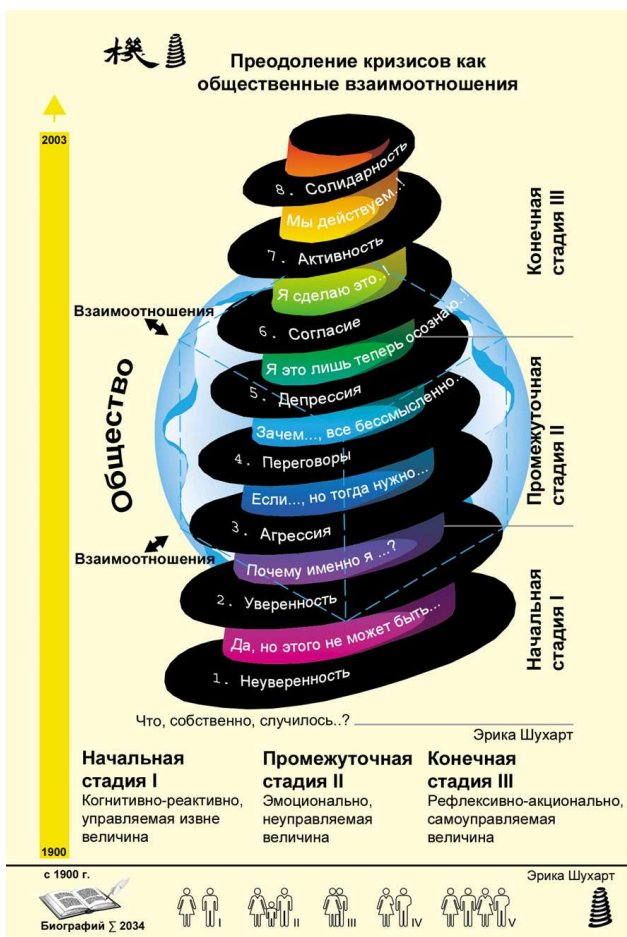 機
Преодоление кризисов как
общественные взаимоотношения
2003
8. Солидарность
Мы действуем..!
7. Активность
Я сделаю это..!
6. Согласие
Я это лишь теперь осознаю...!
5. Депрессия
Зачем..., все бессмысленно..
4. Переговоры
Если..., но тогда нужно...
3. Агрессия
Почему именно я ...?
2. Уверенность
Да, но этого не может быть...
1. Неуверенность
Что, собственно, случилось..?
Взаимоотношения
Общество
Взаимоотношения
Конечная
стадия III
Промежуточная
стадия II
Начальная
стадия I
Эрика Шухарт
Начальная
стадия I
Когнитивно-реактивно,
управляемая извне
величина
Промежуточная
стадия II
Эмоционально,
неуправляемая
величина
Конечная
стадия III
Рефлексивно-акционально,
самоуправляемая
величина
1900
с 1900 г.
Биографий ∑ 2034
I
II
III
IV
V
Эрика Шухарт